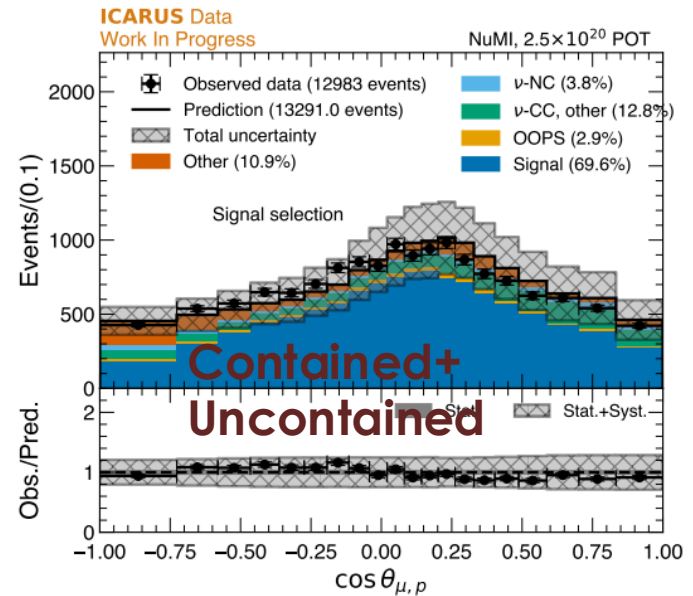 ICARUS Data
Work In Progress
NuMI, 2.5×10²⁰ POT
Observed data (12983 events)
Prediction (13291.0 events)
Total uncertainty
Other (10.9%)
ν-NC (3.8%)
ν-CC, other (12.8%)
OOPS (2.9%)
Signal (69.6%)
Signal selection
Events/(0.1)
2000
1500
1000
500
0
Contained+
Uncontained
Stat.+Syst.
Obs./Pred.
2
1
0
−1.00 −0.75 −0.50 −0.25 0.00 0.25 0.50 0.75 1.00
cos θμ, p